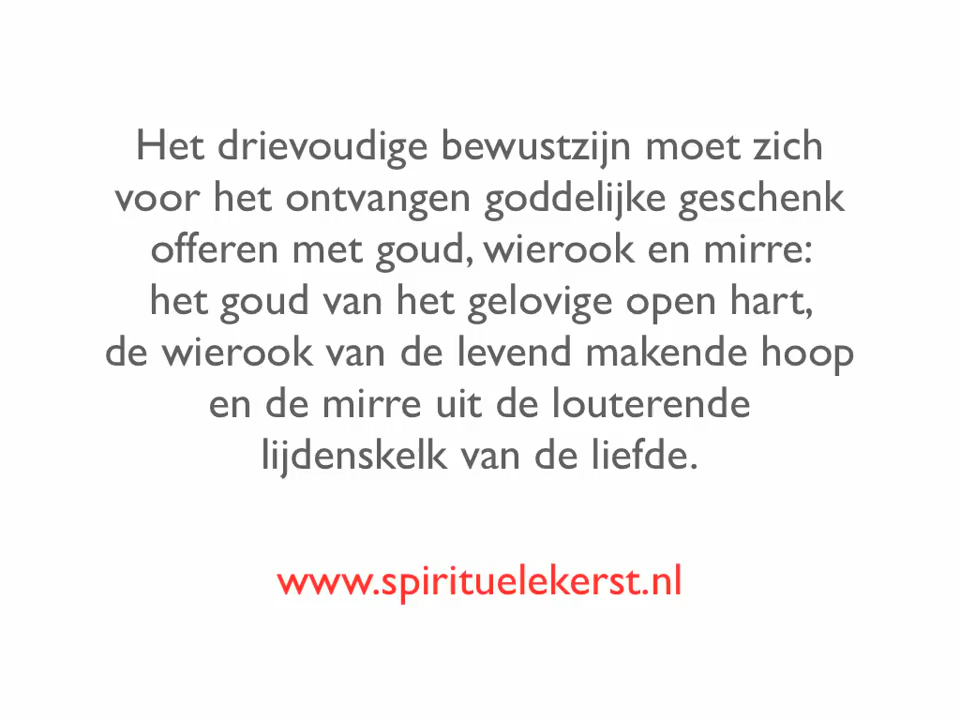 Het drievoudige bewustzijn moet zich
voor het ontvangen goddelijke geschenk
offeren met goud, wierook en mirre:
het goud van het gelovige open hart,
de wierook van de levend makende hoop
en de mirre uit de louterende
lijdenskelk van de liefde.
www.spirituelekerst.nl